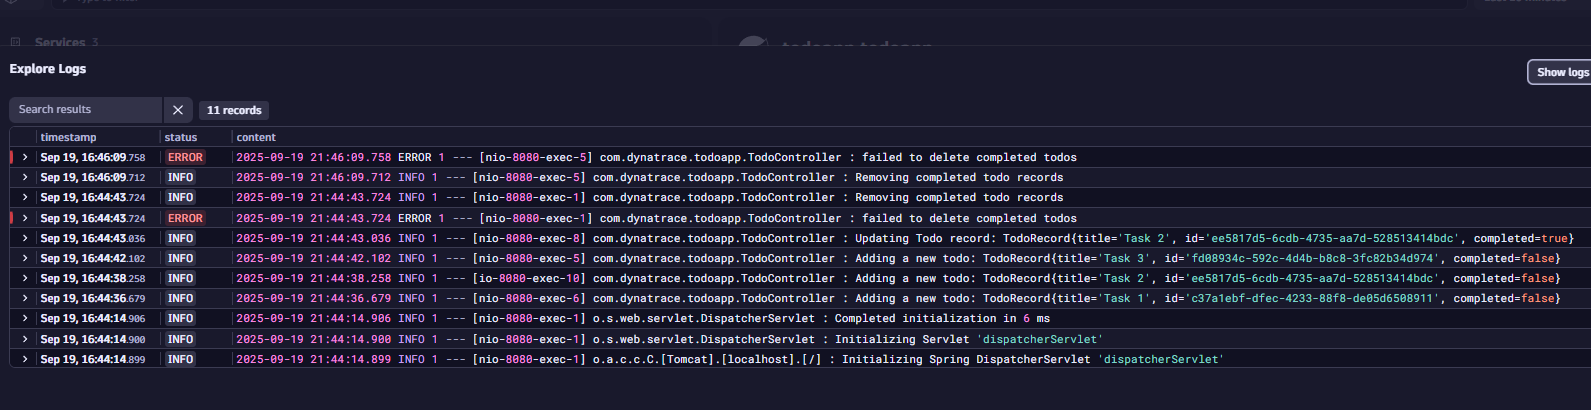 Services 3
Explore Logs
Show logs
Search results
11 records
timestamp status content
Sep 19, 16:46:09.758 ERROR 2025-09-19 21:46:09.758 ERROR 1 --- [nio-8080-exec-5] com.dynatrace.todoapp.TodoController : failed to delete completed todos
Sep 19, 16:46:09.712 INFO 2025-09-19 21:46:09.712 INFO 1 --- [nio-8080-exec-5] com.dynatrace.todoapp.TodoController : Removing completed todo records
Sep 19, 16:44:43.724 INFO 2025-09-19 21:44:43.724 INFO 1 --- [nio-8080-exec-1] com.dynatrace.todoapp.TodoController : Removing completed todo records
Sep 19, 16:44:43.724 ERROR 2025-09-19 21:44:43.724 ERROR 1 --- [nio-8080-exec-1] com.dynatrace.todoapp.TodoController : failed to delete completed todos
Sep 19, 16:44:43.036 INFO 2025-09-19 21:44:43.036 INFO 1 --- [nio-8080-exec-8] com.dynatrace.todoapp.TodoController : Updating Todo record: TodoRecord{title='Task 2', id='ee5817d5-6cdb-4735-aa7d-528513414bdc', completed=true}
Sep 19, 16:44:42.102 INFO 2025-09-19 21:44:42.102 INFO 1 --- [nio-8080-exec-5] com.dynatrace.todoapp.TodoController : Adding a new todo: TodoRecord{title='Task 3', id='fd08934c-592c-4d4b-b8c8-3fc82b34d974', completed=false}
Sep 19, 16:44:38.258 INFO 2025-09-19 21:44:38.258 INFO 1 --- [io-8080-exec-10] com.dynatrace.todoapp.TodoController : Adding a new todo: TodoRecord{title='Task 2', id='ee5817d5-6cdb-4735-aa7d-528513414bdc', completed=false}
Sep 19, 16:44:36.679 INFO 2025-09-19 21:44:36.679 INFO 1 --- [nio-8080-exec-6] com.dynatrace.todoapp.TodoController : Adding a new todo: TodoRecord{title='Task 1', id='c37a1ebf-dfec-4233-88f8-de05d6508911', completed=false}
Sep 19, 16:44:14.906 INFO 2025-09-19 21:44:14.906 INFO 1 --- [nio-8080-exec-1] o.s.web.servlet.DispatcherServlet : Completed initialization in 6 ms
Sep 19, 16:44:14.900 INFO 2025-09-19 21:44:14.900 INFO 1 --- [nio-8080-exec-1] o.s.web.servlet.DispatcherServlet : Initializing Servlet 'dispatcherServlet'
Sep 19, 16:44:14.899 INFO 2025-09-19 21:44:14.899 INFO 1 --- [nio-8080-exec-1] o.a.c.c.C.[Tomcat].[localhost].[/] : Initializing Spring DispatcherServlet 'dispatcherServlet'